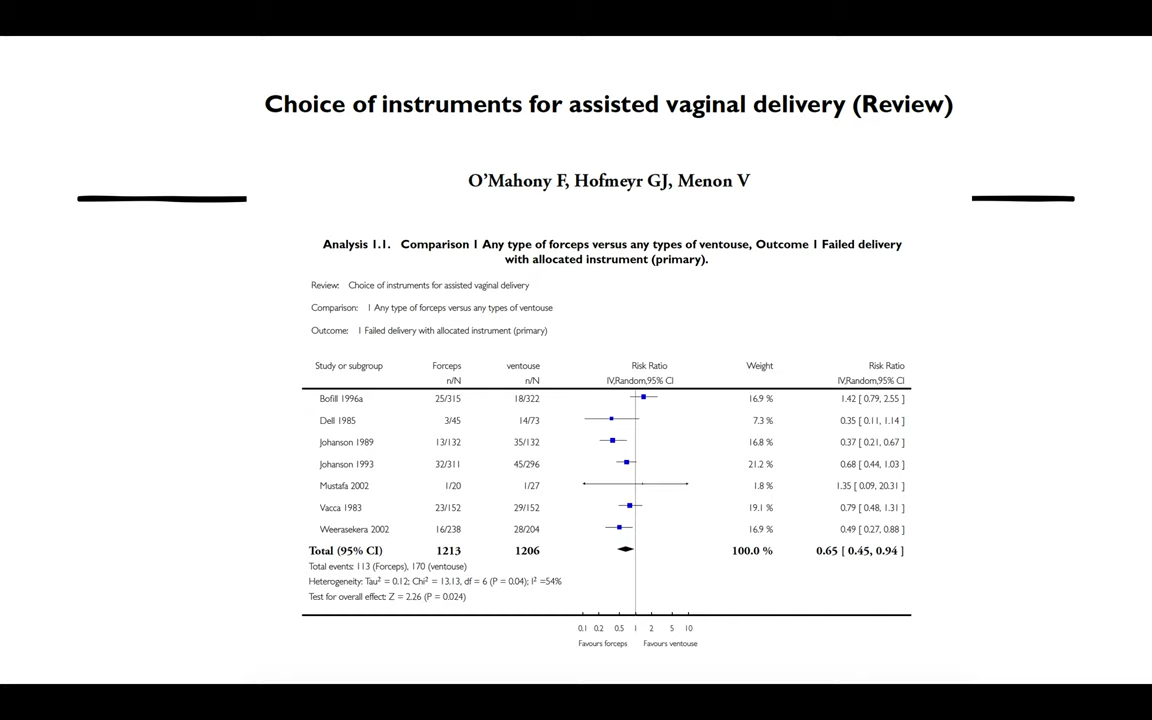 Choice of instruments for assisted vaginal delivery (Review)
O’Mahony F, Hofmeyr GJ, Menon V
Analysis 1.1. Comparison 1 Any type of forceps versus any types of ventouse, Outcome 1 Failed delivery
with allocated instrument (primary).
Review: Choice of instruments for assisted vaginal delivery
Comparison: 1 Any type of forceps versus any types of ventouse
Outcome: 1 Failed delivery with allocated instrument (primary)
Study or subgroup Forceps ventouse Risk Ratio Weight Risk Ratio
n/N n/N IV,Random,95% CI IV,Random,95% CI
Bofill 1996a 25/315 18/322 16.9 % 1.42 [ 0.79, 2.55 ]
Dell 1985 3/45 14/73 7.3 % 0.35 [ 0.11, 1.14 ]
Johanson 1989 13/132 35/132 16.8 % 0.37 [ 0.21, 0.67 ]
Johanson 1993 32/311 45/296 21.2 % 0.68 [ 0.44, 1.03 ]
Mustafa 2002 1/20 1/27 1.8 % 1.35 [ 0.09, 20.31 ]
Vacca 1983 23/152 29/152 19.1 % 0.79 [ 0.48, 1.31 ]
Weerasekera 2002 16/238 28/204 16.9 % 0.49 [ 0.27, 0.88 ]
Total (95% CI) 1213 1206 100.0 % 0.65 [ 0.45, 0.94 ]
Total events: 113 (Forceps), 170 (ventouse)
Heterogeneity: Tau² = 0.12; Chi² = 13.13, df = 6 (P = 0.04); I² =54%
Test for overall effect: Z = 2.26 (P = 0.024)
0.1 0.2 0.5 1 2 5 10
Favours forceps Favours ventouse